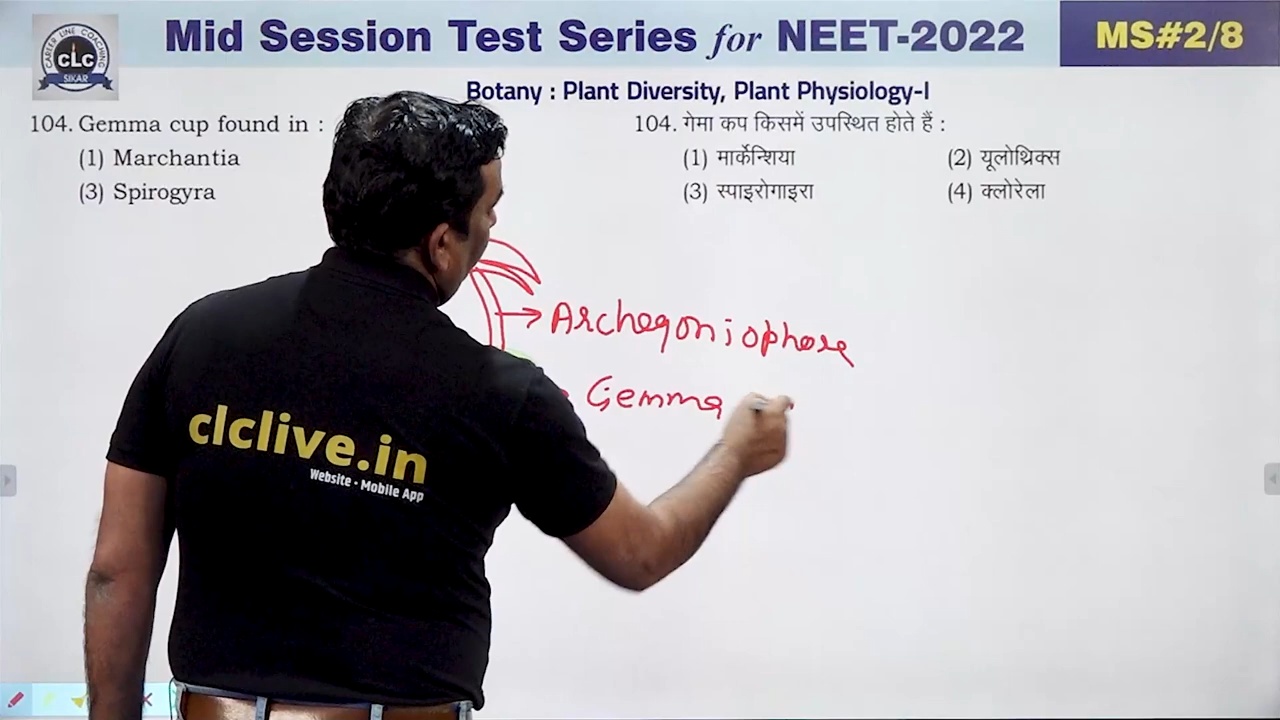 CAREER LINE COACHING
CLC
SIKAR
Mid Session Test Series for NEET-2022
MS#2/8
Botany : Plant Diversity, Plant Physiology-I
104. Gemma cup found in :
(1) Marchantia
(3) Spirogyra
104. गेमा कप किसमें उपस्थित होते हैं :
(1) मार्केन्शिया (2) यूलोथ्रिक्स
(3) स्पाइरोगाइरा (4) क्लोरेला
Archegoniophore
Gemma
clclive.in
Website • Mobile App